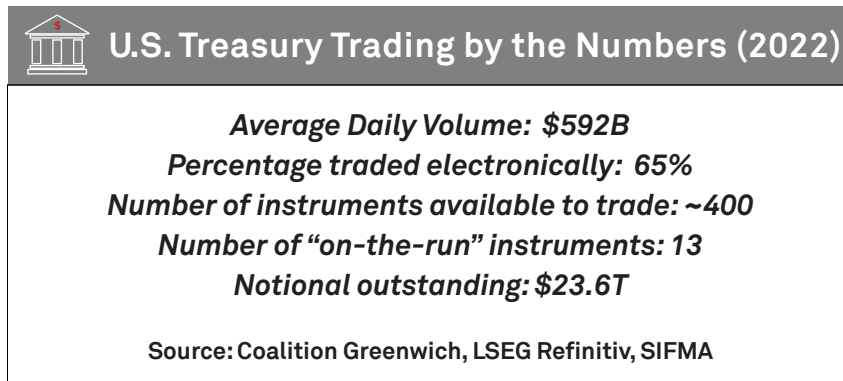 $
U.S. Treasury Trading by the Numbers (2022)
Average Daily Volume: $592B
Percentage traded electronically: 65%
Number of instruments available to trade: ~400
Number of “on-the-run” instruments: 13
Notional outstanding: $23.6T
Source: Coalition Greenwich, LSEG Refinitiv, SIFMA